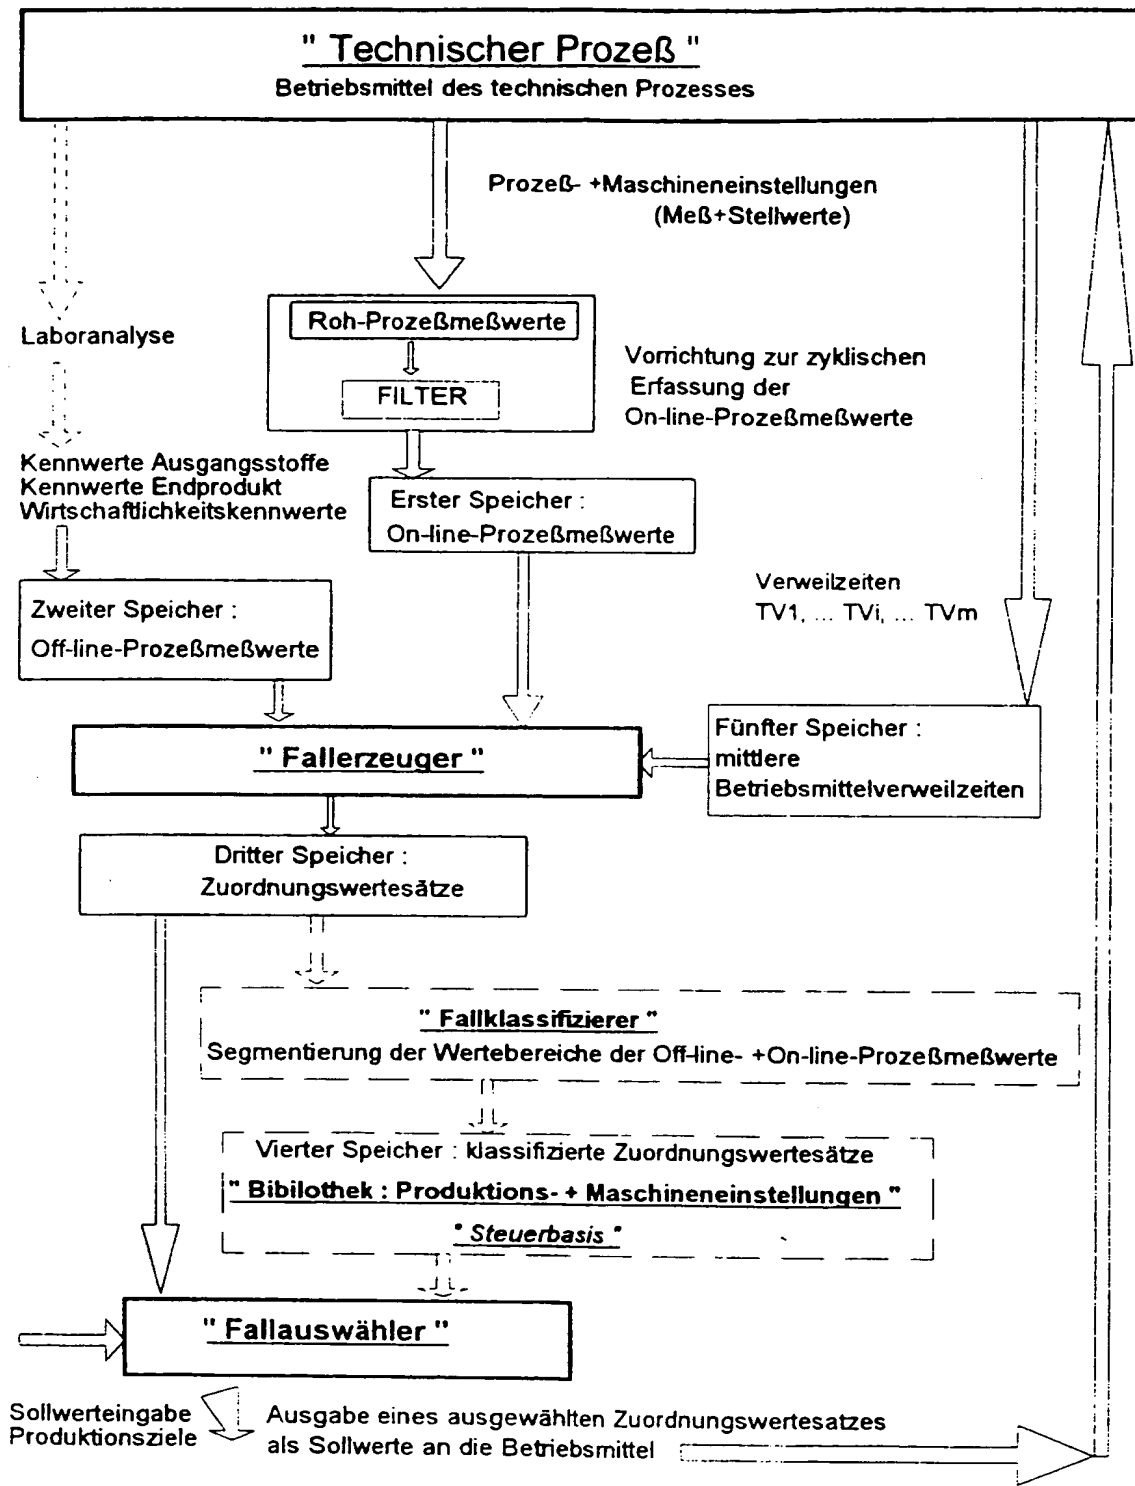 " Technischer Prozeß "
Betriebsmittel des technischen Prozesses
Prozeß- +Maschineneinstellungen
(Meß+Stellwerte)
Roh-Prozeßmeßwerte
FILTER
Vorrichtung zur zyklischen
Erfassung der
On-line-Prozeßmeßwerte
Laboranalyse
Kennwerte Ausgangsstoffe
Kennwerte Endprodukt
Wirtschaftlichkeitskennwerte
Erster Speicher :
On-line-Prozeßmeßwerte
Zweiter Speicher :
Off-line-Prozeßmeßwerte
Verweilzeiten
TV1, ... TVi, ... TVm
" Fallerzeuger "
Fünfter Speicher :
mittlere
Betriebsmittelverweilzeiten
Dritter Speicher :
Zuordnungswertesätze
" Fallklassifizierer "
Segmentierung der Wertebereiche der Off-line- +On-line-Prozeßmeßwerte
Vierter Speicher : klassifizierte Zuordnungswertesätze
" Bibilothek : Produktions- + Maschineneinstellungen "
" Steuerbasis "
" Fallauswähler "
Sollwerteingabe
Produktionsziele
Ausgabe eines ausgewählten Zuordnungswertesatzes
als Sollwerte an die Betriebsmittel